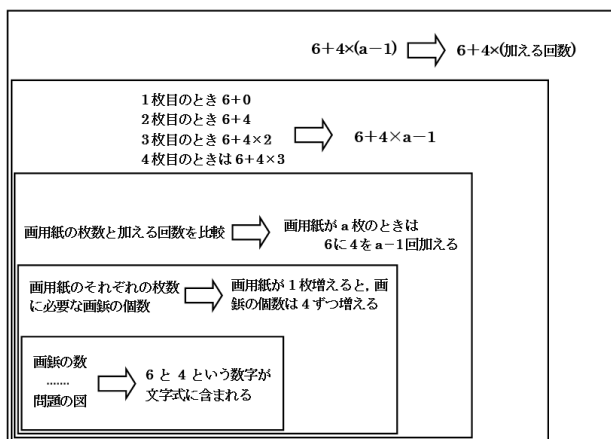 6＋4×(a－1)
6＋4×(加える回数)
1枚目のとき 6＋0
2枚目のとき 6＋4
3枚目のとき 6＋4×2
4枚目のときは 6＋4×3
6＋4×a－1
画用紙の枚数と加える回数を比較
画用紙が a 枚のときは
6に4をa－1回加える
画用紙のそれぞれの枚数
に必要な画鋲の個数
画用紙が 1 枚増えると，画
鋲の個数は 4 ずつ増える
画鋲の数
……
問題の図
6 と 4 という数字が
文字式に含まれる